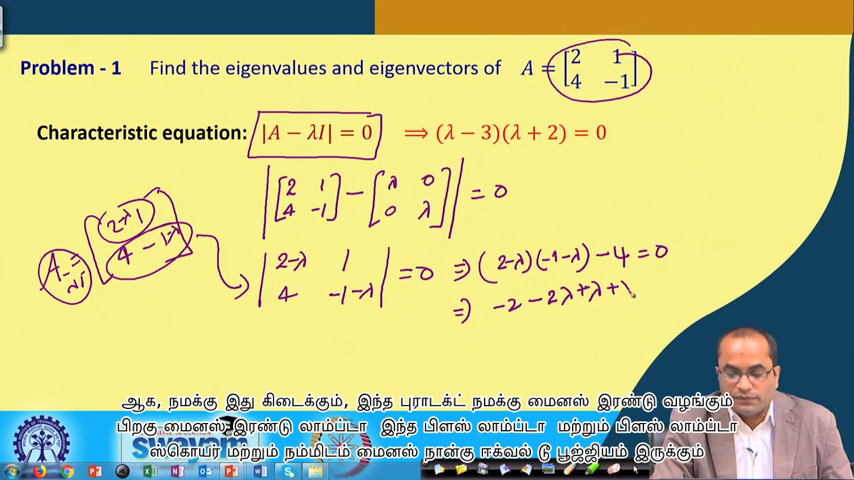 Problem - 1 Find the eigenvalues and eigenvectors of A = [2 1
4 −1]
Characteristic equation: |A − λI| = 0 ⟹ (λ − 3)(λ + 2) = 0
|[2 1
4 -1] − [λ 0
0 λ]| = 0
A − λI = [2-λ 1
4 -1-λ]
|2-λ 1
4 -1-λ| = 0 ⇒ (2-λ)(-1-λ) − 4 = 0
⇒ -2 - 2λ + λ +
ஆக, நமக்கு இது கிடைக்கும், இந்த புராடக்ட் நமக்கு மைனஸ் இரண்டு வழங்கும்
பிறகு மைனஸ் இரண்டு லாம்ப்டா இந்த பிளஸ் லாம்ப்டா மற்றும் பிளஸ் லாம்ப்டா
ஸ்கொயர் மற்றும் நம்மிடம் மைனஸ் நான்கு ஈக்வல் டூ பூஜ்ஜியம் இருக்கும்
swayam